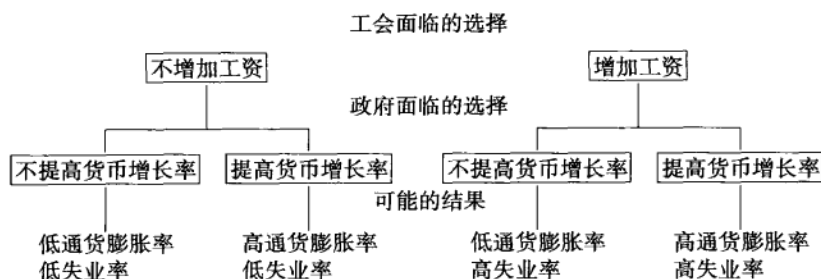 工会面临的选择
不增加工资 增加工资
政府面临的选择
不提高货币增长率 提高货币增长率 不提高货币增长率 提高货币增长率
可能的结果
低通货膨胀率 高通货膨胀率 低通货膨胀率 高通货膨胀率
低失业率 低失业率 高失业率 高失业率